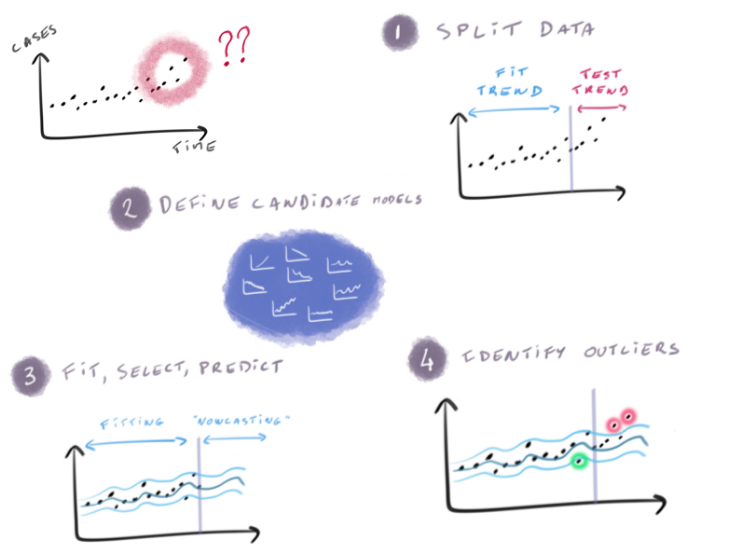 CASES
??
TIME
1 SPLIT DATA
FIT
TREND
TEST
TREND
2 DEFINE CANDIDATE MODELS
3 FIT, SELECT, PREDICT
FITTING
"NOWCASTING"
4 IDENTIFY OUTLIERS